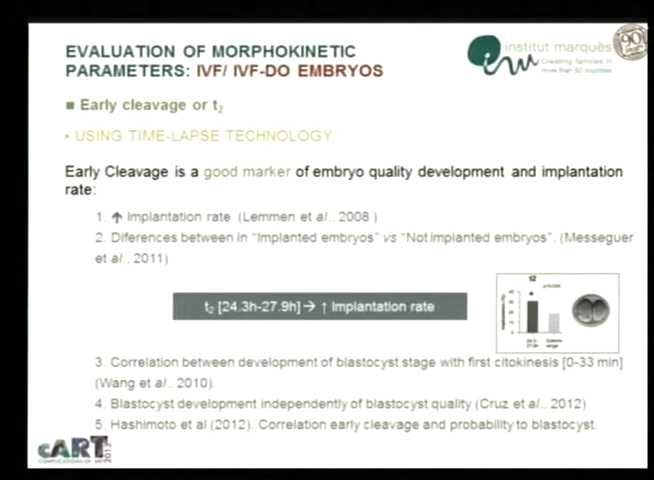 EVALUATION OF MORPHOKINETIC
PARAMETERS: IVF/ IVF-DO EMBRYOS
institut marquès
Creating families in
more than 50 countries
90
■ Early cleavage or t₂
• USING TIME-LAPSE TECHNOLOGY
Early Cleavage is a good marker of embryo quality development and implantation
rate:
1. ↑ Implantation rate (Lemmen et al., 2008 )
2. Diferences between in “Implanted embryos” vs “Not implanted embryos”. (Messeguer
et al., 2011)
t₂ [24.3h-27.9h] → ↑ Implantation rate
t2
3. Correlation between development of blastocyst stage with first citokinesis [0-33 min]
(Wang et al., 2010).
4. Blastocyst development independently of blastocyst quality (Cruz et al., 2012)
5. Hashimoto et al (2012). Correlation early cleavage and probability to blastocyst.
cART
2013